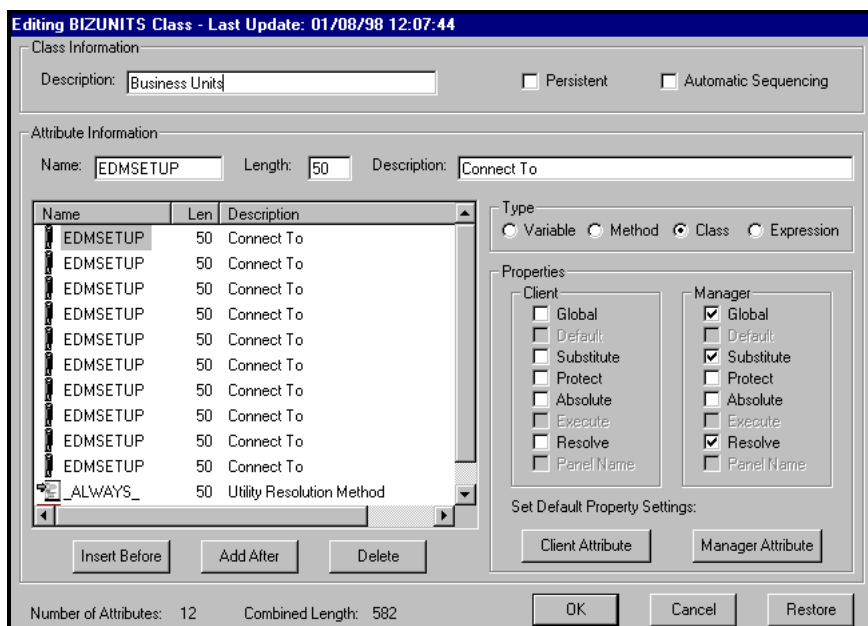 Editing BIZUNITS Class - Last Update: 01/08/98 12:07:44
Class Information
Description: Business Units Persistent Automatic Sequencing
Attribute Information
Name: EDMSETUP Length: 50 Description: Connect To
Name Len Description
EDMSETUP 50 Connect To
EDMSETUP 50 Connect To
EDMSETUP 50 Connect To
EDMSETUP 50 Connect To
EDMSETUP 50 Connect To
EDMSETUP 50 Connect To
EDMSETUP 50 Connect To
EDMSETUP 50 Connect To
EDMSETUP 50 Connect To
EDMSETUP 50 Connect To
_ALWAYS_ 50 Utility Resolution Method
Insert Before Add After Delete
Type
Variable Method Class Expression
Properties
Client
Global
Default
Substitute
Protect
Absolute
Execute
Resolve
Panel Name
Manager
Global
Default
Substitute
Protect
Absolute
Execute
Resolve
Panel Name
Set Default Property Settings:
Client Attribute Manager Attribute
Number of Attributes: 12 Combined Length: 582
OK Cancel Restore